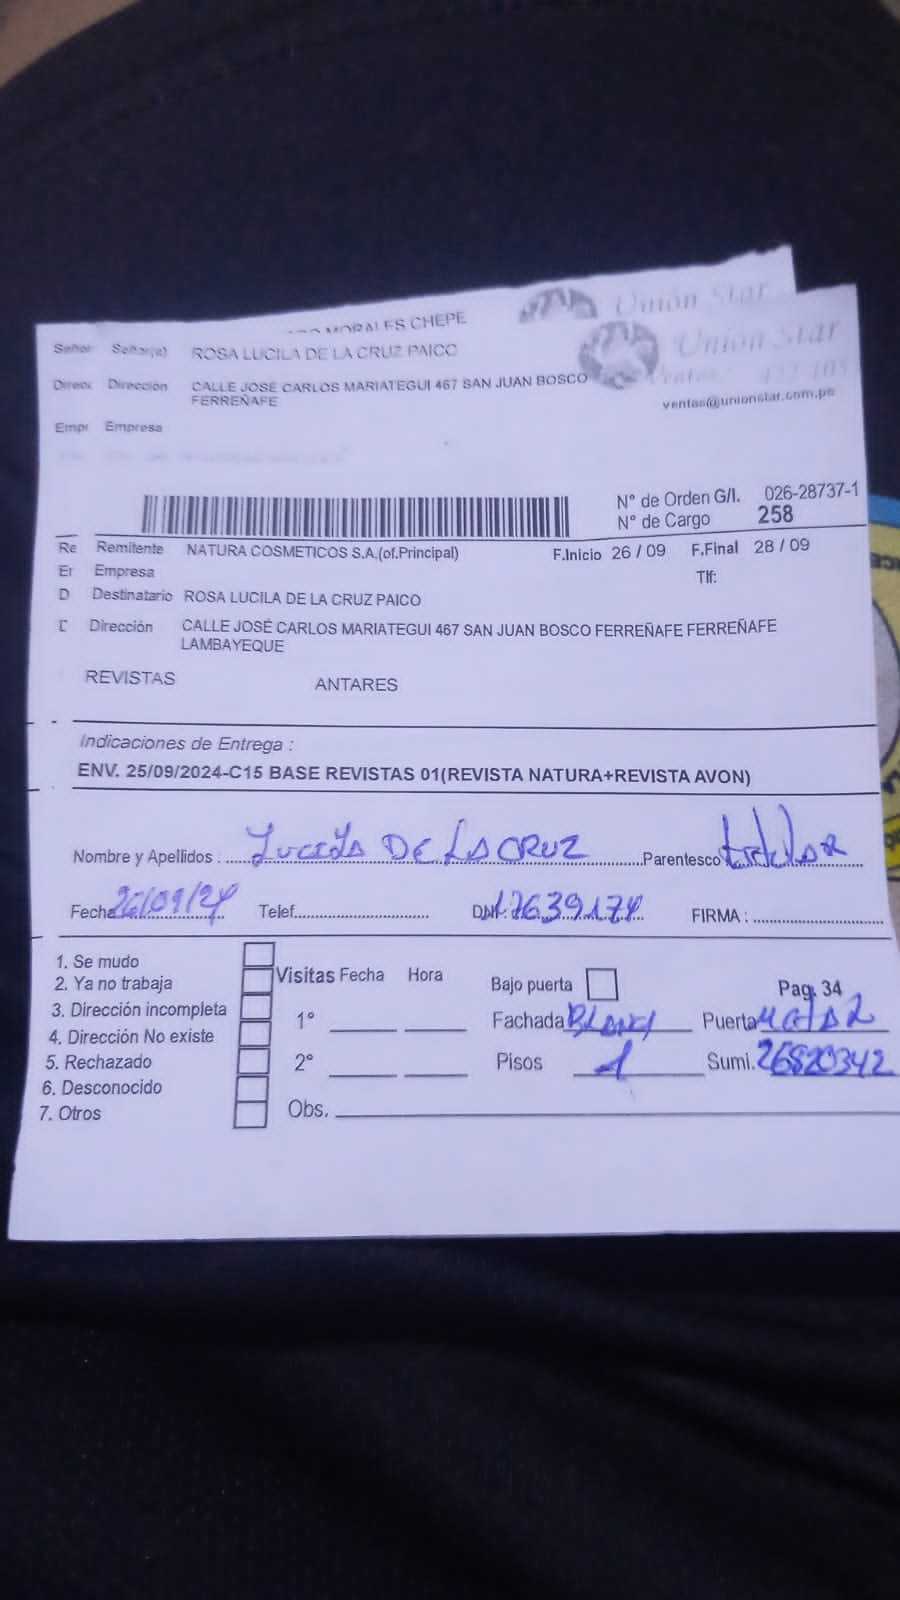 MORALES CHEPE
Unión Star
Señor Señor(a) ROSA LUCILA DE LA CRUZ PAICO
Unión Star
Direcc Dirección CALLE JOSÉ CARLOS MARIATEGUI 467 SAN JUAN BOSCO
FERREÑAFE
ventas@unionstar.com.pe
Empr Empresa
N° de Orden G/I. 026-28737-1
N° de Cargo 258
Re Remitente NATURA COSMETICOS S.A.(of.Principal) F.Inicio 26 / 09 F.Final 28 / 09
Er Empresa Tlf:
D Destinatario ROSA LUCILA DE LA CRUZ PAICO
Dirección CALLE JOSÉ CARLOS MARIATEGUI 467 SAN JUAN BOSCO FERREÑAFE FERREÑAFE
LAMBAYEQUE
REVISTAS ANTARES
Indicaciones de Entrega :
ENV. 25/09/2024-C15 BASE REVISTAS 01(REVISTA NATURA+REVISTA AVON)
Nombre y Apellidos : DE LA CRUZ Parentesco titular
Fecha 26/09/24 Telef. DNI: 17639174 FIRMA :
1. Se mudo
2. Ya no trabaja
3. Dirección incompleta
4. Dirección No existe
5. Rechazado
6. Desconocido
7. Otros
Visitas Fecha Hora
1°
2°
Obs.
Bajo puerta Pag. 34
Fachada Puerta
Pisos 1 Sumi. 26820342